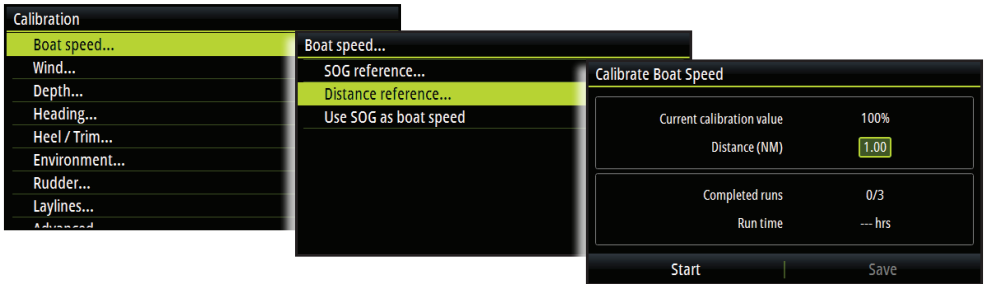 Calibration
Boat speed...
Wind...
Depth...
Heading...
Heel / Trim...
Environment...
Rudder...
Laylines...
Advanced
Boat speed...
SOG reference...
Distance reference...
Use SOG as boat speed
Calibrate Boat Speed
Current calibration value 100%
Distance (NM) 1.00
Completed runs 0/3
Run time --- hrs
Start Save